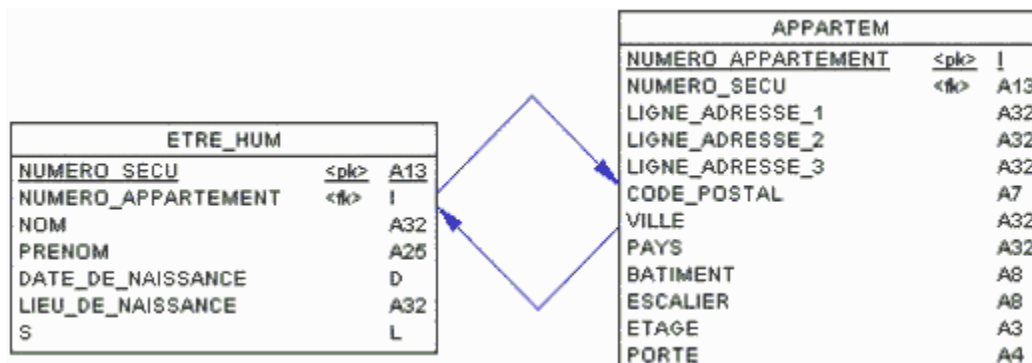 ETRE_HUM
NUMERO_SECU <pk> A13
NUMERO_APPARTEMENT <fk> I
NOM A32
PRENOM A25
DATE_DE_NAISSANCE D
LIEU_DE_NAISSANCE A32
S L
APPARTEM
NUMERO_APPARTEMENT <pk> I
NUMERO_SECU <fk> A13
LIGNE_ADRESSE_1 A32
LIGNE_ADRESSE_2 A32
LIGNE_ADRESSE_3 A32
CODE_POSTAL A7
VILLE A32
PAYS A32
BATIMENT A8
ESCALIER A8
ETAGE A3
PORTE A4